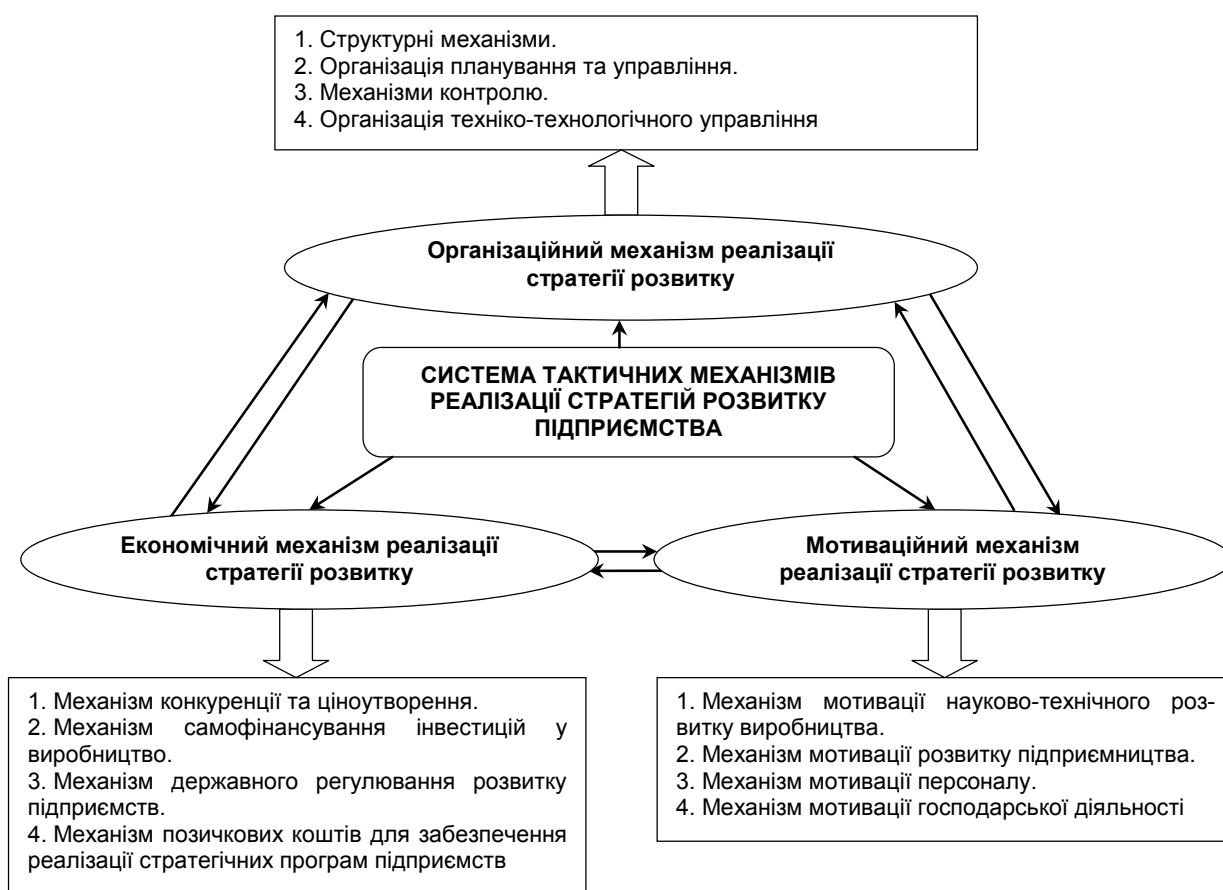 1. Структурні механізми.
2. Організація планування та управління.
3. Механізми контролю.
4. Організація техніко-технологічного управління
Організаційний механізм реалізації
стратегії розвитку
СИСТЕМА ТАКТИЧНИХ МЕХАНІЗМІВ
РЕАЛІЗАЦІЇ СТРАТЕГІЙ РОЗВИТКУ
ПІДПРИЄМСТВА
Економічний механізм реалізації
стратегії розвитку
Мотиваційний механізм
реалізації стратегії розвитку
1. Механізм конкуренції та ціноутворення.
2. Механізм самофінансування інвестицій у
виробництво.
3. Механізм державного регулювання розвитку
підприємств.
4. Механізм позичкових коштів для забезпечення
реалізації стратегічних програм підприємств
1. Механізм мотивації науково-технічного роз-
витку виробництва.
2. Механізм мотивації розвитку підприємництва.
3. Механізм мотивації персоналу.
4. Механізм мотивації господарської діяльності